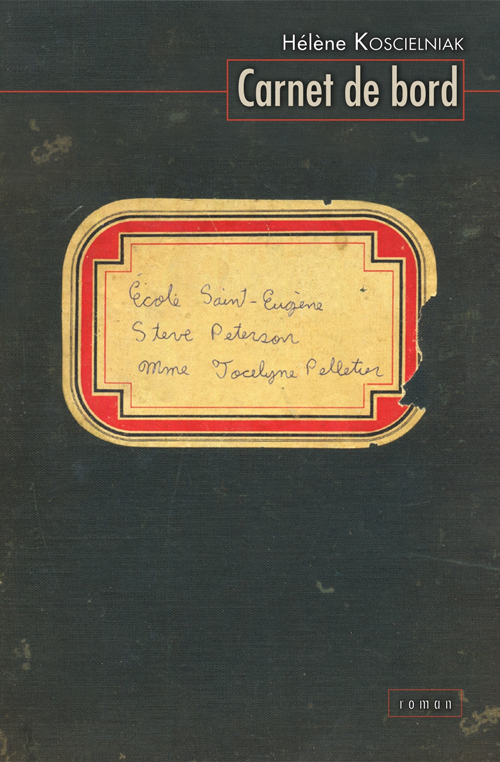 Hélène KOSCIELNIAK
Carnet de bord
École Saint-Eugène
Steve Peterson
Mme Jocelyne Pelletier
roman